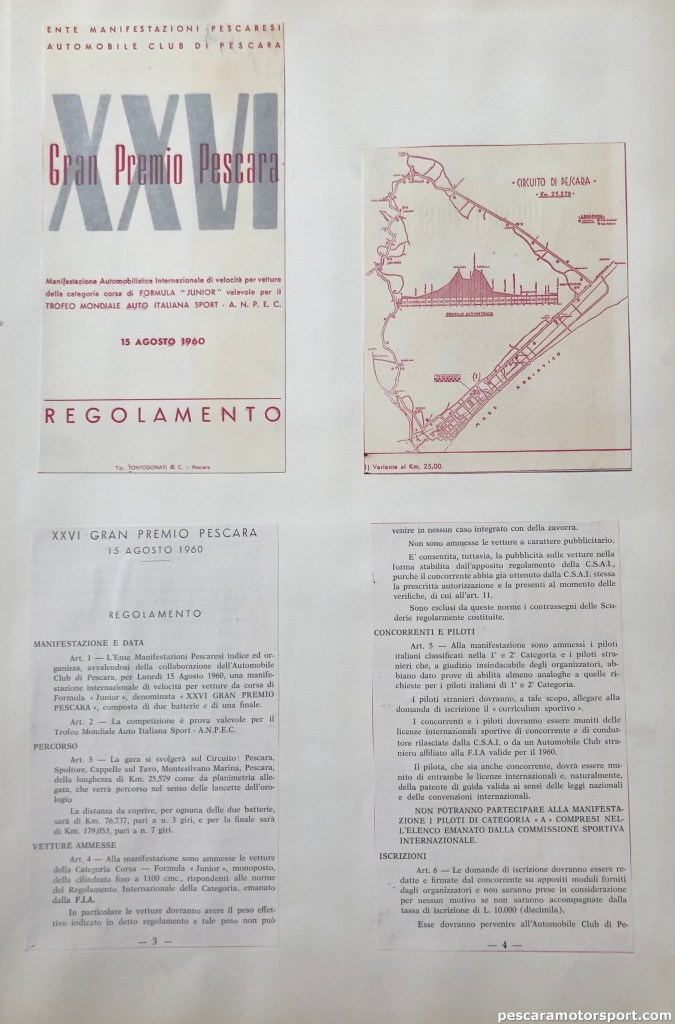 ENTE MANIFESTAZIONI PESCARESI
AUTOMOBILE CLUB DI PESCARA
XXVI
Gran Premio Pescara
Manifestazione Automobilistica Internazionale di velocità per vetture
della categoria corsa di FORMULA "JUNIOR" valevole per il
TROFEO MONDIALE AUTO ITALIANA SPORT - A. N. P. E. C.
15 AGOSTO 1960
REGOLAMENTO
Tip. FONTODONATI & C. - Pescara
• CIRCUITO DI PESCARA •
• Km. 25,579 •
PROFILO ALTIMETRICO
(1)
MARE ADRIATICO
1) Variante al Km. 25,00.
XXVI GRAN PREMIO PESCARA
15 AGOSTO 1960
REGOLAMENTO
MANIFESTAZIONE E DATA
Art. 1 — L'Ente Manifestazioni Pescaresi indice ed or-
ganizza, avvalendosi della collaborazione dell'Automobile
Club di Pescara, per Lunedì 15 Agosto 1960, una manife-
stazione internazionale di velocità per vetture da corsa di
Formula « Junior », denominata « XXVI GRAN PREMIO
PESCARA », composta di due batterie e di una finale.
Art. 2 — La competizione è prova valevole per il
Trofeo Mondiale Auto Italiana Sport - A.N.P.E.C.
PERCORSO
Art. 3 — La gara si svolgerà sul Circuito: Pescara,
Spoltore, Cappelle sul Tavo, Montesilvano Marina, Pescara,
della lunghezza di Km. 25,579 come da planimetria alle-
gata, che verrà percorso nel senso delle lancette dell'oro-
logio
La distanza da coprire, per ognuna delle due batterie,
sarà di Km. 76,737, pari a n. 3 giri, e per la finale sarà
di Km. 179,053, pari a n. 7 giri.
VETTURE AMMESSE
Art. 4 — Alla manifestazione sono ammesse le vetture
della Categoria Corsa — Formula « Junior », monoposto,
della cilindrata fino a 1100 cmc., rispondenti alle norme
del Regolamento Internazionale della Categoria, emanato
dalla F.I.A.
In particolare le vetture dovranno avere il peso effet-
tivo indicato in detto regolamento e tale peso non può
— 3 —
venire in nessun caso integrato con della zavorra.
Non sono ammesse le vetture a carattere pubblicitario.
E' consentita, tuttavia, la pubblicità sulle vetture nella
forma stabilita dall'apposito regolamento della C.S.A.I.,
purchè il concorrente abbia già ottenuto dalla C.S.A.I. stessa
la prescritta autorizzazione e la presenti al momento delle
verifiche, di cui all'art. 11.
Sono esclusi da queste norme i contrassegni delle Scu-
derie regolarmente costituite.
CONCORRENTI E PILOTI
Art. 5 — Alla manifestazione sono ammessi i piloti
italiani classificati nella 1ª e 2ª Categoria e i piloti stra-
nieri che, a giudizio insindacabile degli organizzatori, ab-
biano dato prove di abilità almeno analoghe a quelle ri-
chieste per i piloti italiani di 1ª e 2ª Categoria.
I piloti stranieri dovranno, a tale scopo, allegare alla
domanda di iscrizione il « curriculum sportivo ».
I concorrenti e i piloti dovranno essere muniti delle
licenze internazionali sportive di concorrente e di condut-
tore rilasciate dalla C.S.A.I. o da un Automobile Club stra-
niero affiliato alla F.I.A valide per il 1960.
Il pilota, che sia anche concorrente, dovrà essere mu-
nito di entrambe le licenze internazionali e, naturalmente,
della patente di guida valida ai sensi delle leggi nazionali
e delle convenzioni internazionali.
NON POTRANNO PARTECIPARE ALLA MANIFESTA-
ZIONE I PILOTI DI CATEGORIA « A » COMPRESI NEL-
L'ELENCO EMANATO DALLA COMMISSIONE SPORTIVA
INTERNAZIONALE.
ISCRIZIONI
Art. 6 — Le domande di iscrizione dovranno essere re-
datte e firmate dal concorrente su appositi moduli forniti
dagli organizzatori e non saranno prese in considerazione
per nessun motivo se non saranno accompagnate dalla
tassa di iscrizione di L. 10.000 (diecimila).
Esse dovranno pervenire all'Automobile Club di Pe-
— 4 —
pescaramotorsport.com